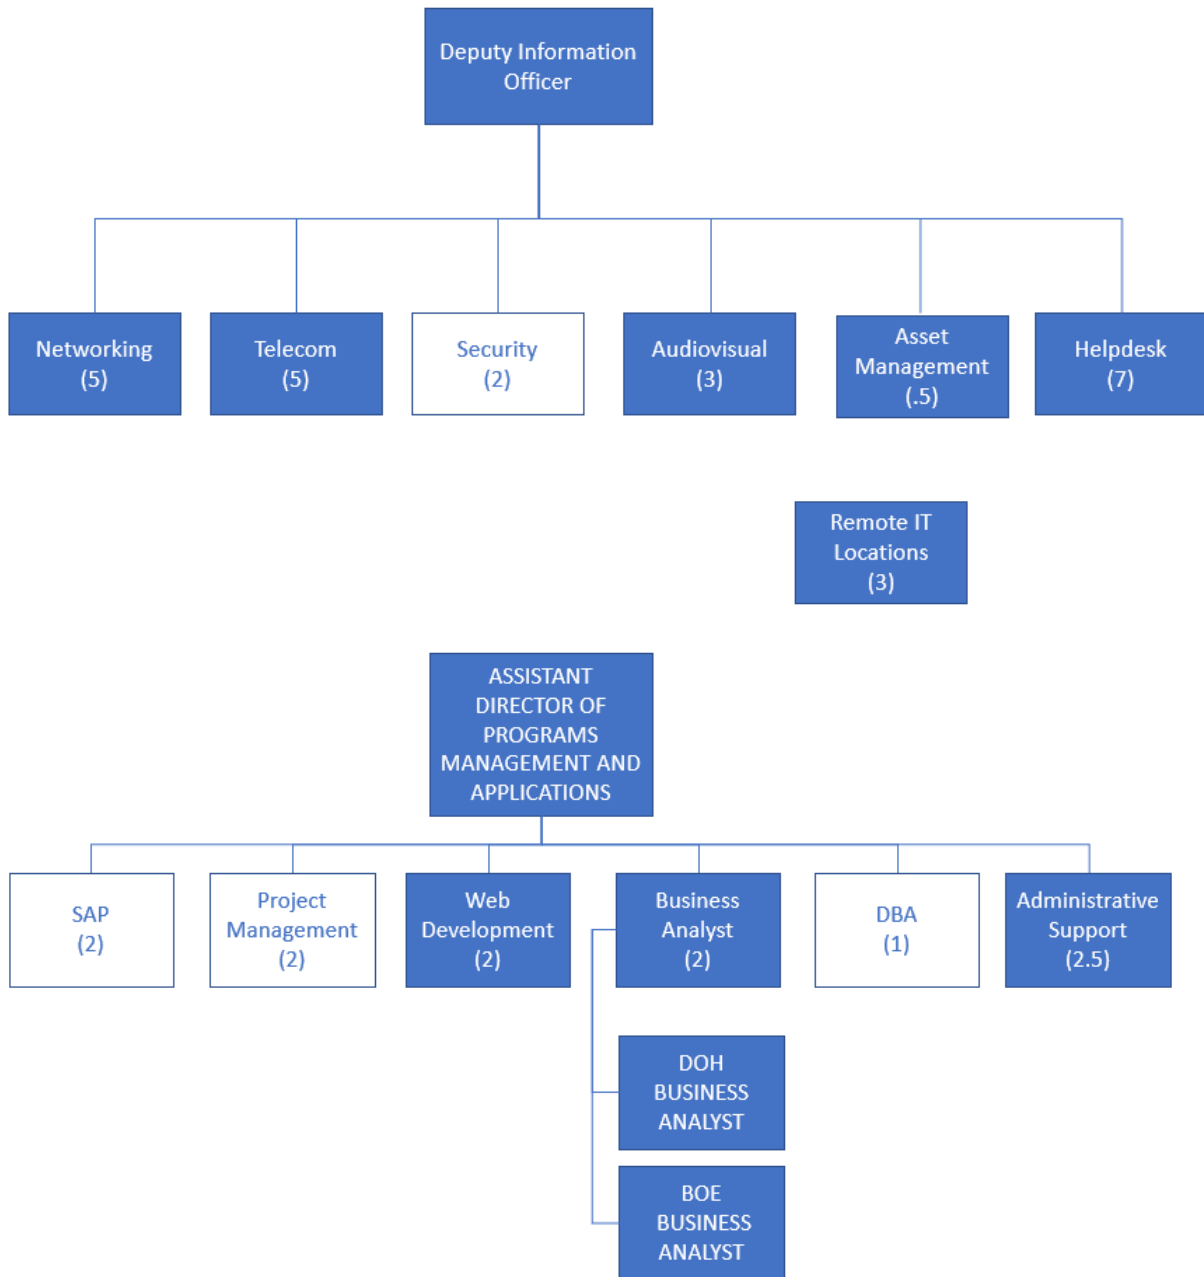 Deputy Information
Officer
Networking
(5)
Telecom
(5)
Security
(2)
Audiovisual
(3)
Asset
Management
(.5)
Helpdesk
(7)
Remote IT
Locations
(3)
ASSISTANT
DIRECTOR OF
PROGRAMS
MANAGEMENT AND
APPLICATIONS
SAP
(2)
Project
Management
(2)
Web
Development
(2)
Business
Analyst
(2)
DBA
(1)
Administrative
Support
(2.5)
DOH
BUSINESS
ANALYST
BOE
BUSINESS
ANALYST